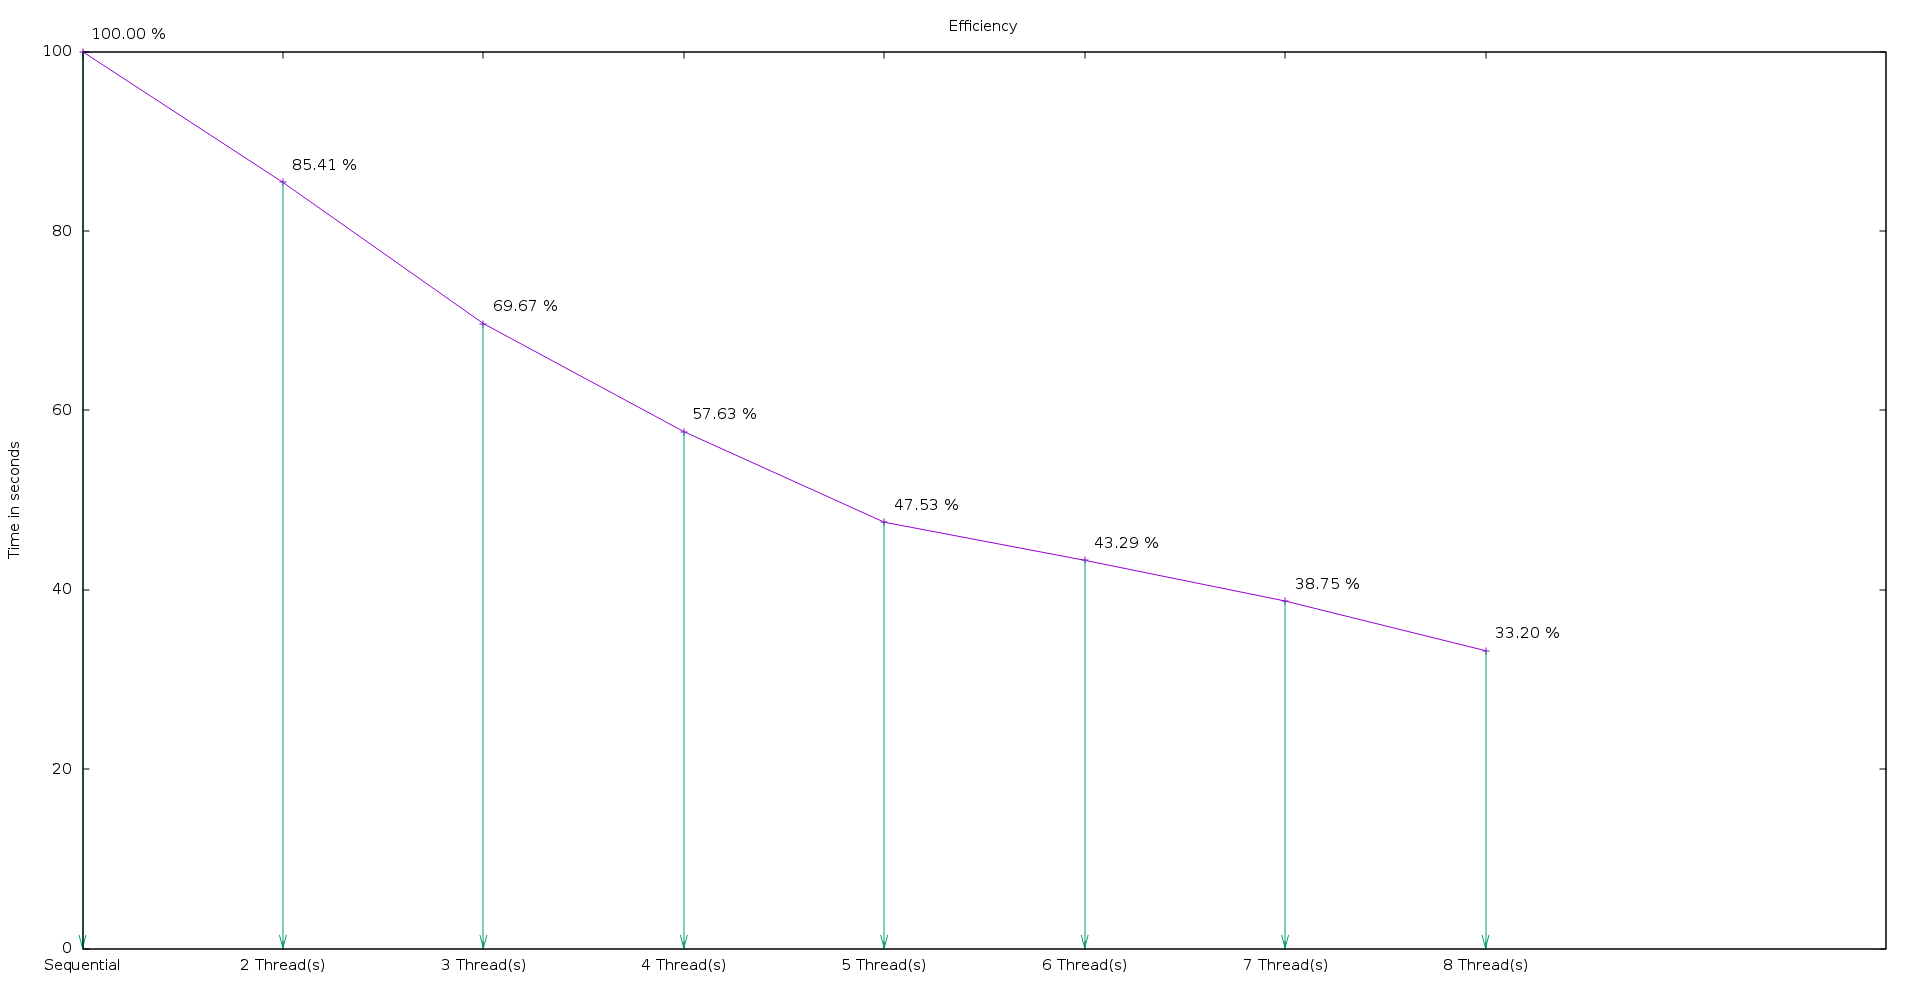 Efficiency
100.00 %
85.41 %
69.67 %
57.63 %
47.53 %
43.29 %
38.75 %
33.20 %
100
80
60
40
20
0
Time in seconds
Sequential
2 Thread(s)
3 Thread(s)
4 Thread(s)
5 Thread(s)
6 Thread(s)
7 Thread(s)
8 Thread(s)